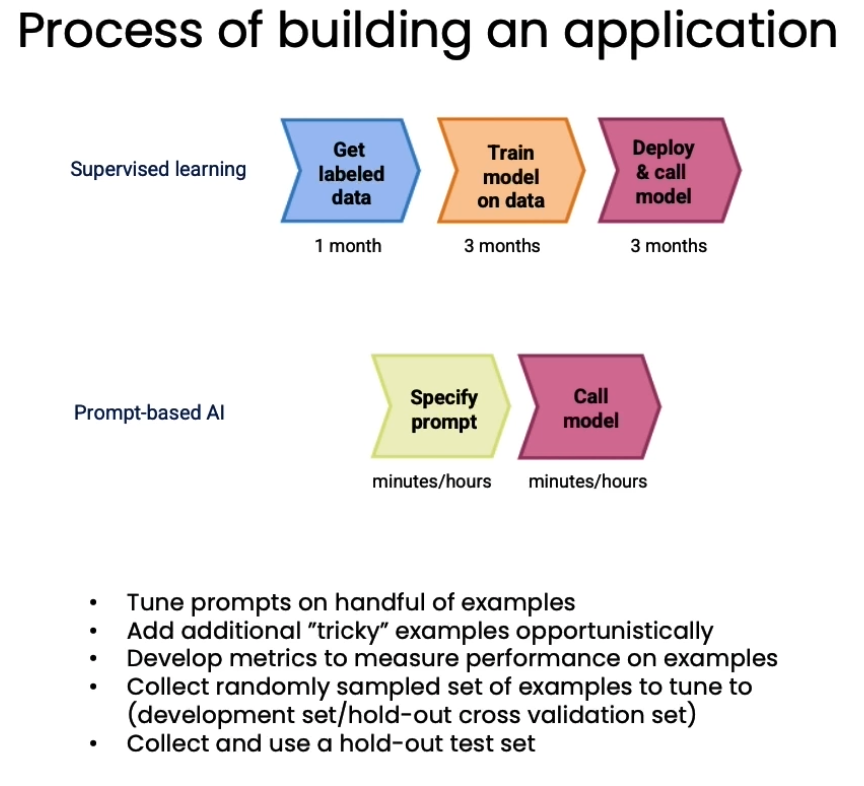 Process of building an application
Supervised learning
Get
labeled
data
Train
model
on data
Deploy
& call
model
1 month
3 months
3 months
Prompt-based AI
Specify
prompt
Call
model
minutes/hours
minutes/hours
• Tune prompts on handful of examples
• Add additional ”tricky” examples opportunistically
• Develop metrics to measure performance on examples
• Collect randomly sampled set of examples to tune to
(development set/hold-out cross validation set)
• Collect and use a hold-out test set